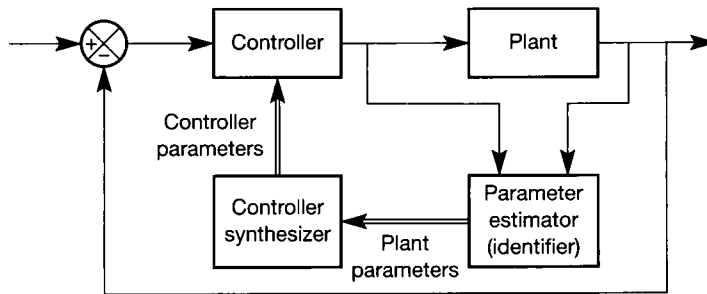 +
−
Controller
Plant
Controller
parameters
Controller
synthesizer
Plant
parameters
Parameter
estimator
(identifier)